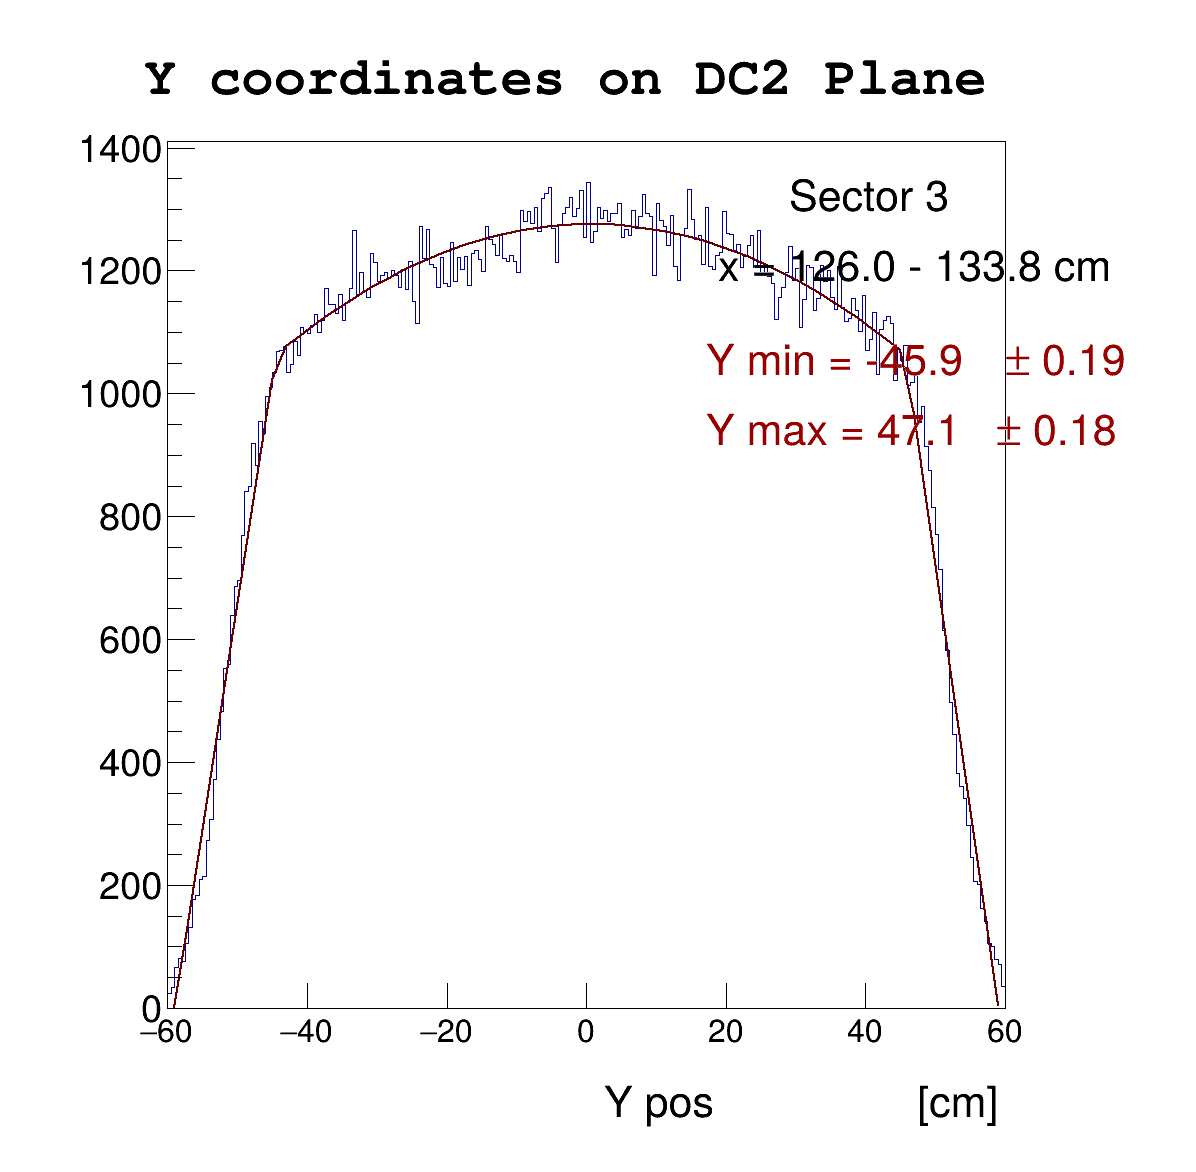 Y coordinates on DC2 Plane
1400
1200
1000
800
600
400
200
0
Sector 3
x = 126.0 - 133.8 cm
Y min = -45.9 ± 0.19
Y max = 47.1 ± 0.18
−60 −40 −20 0 20 40 60
Y pos [cm]